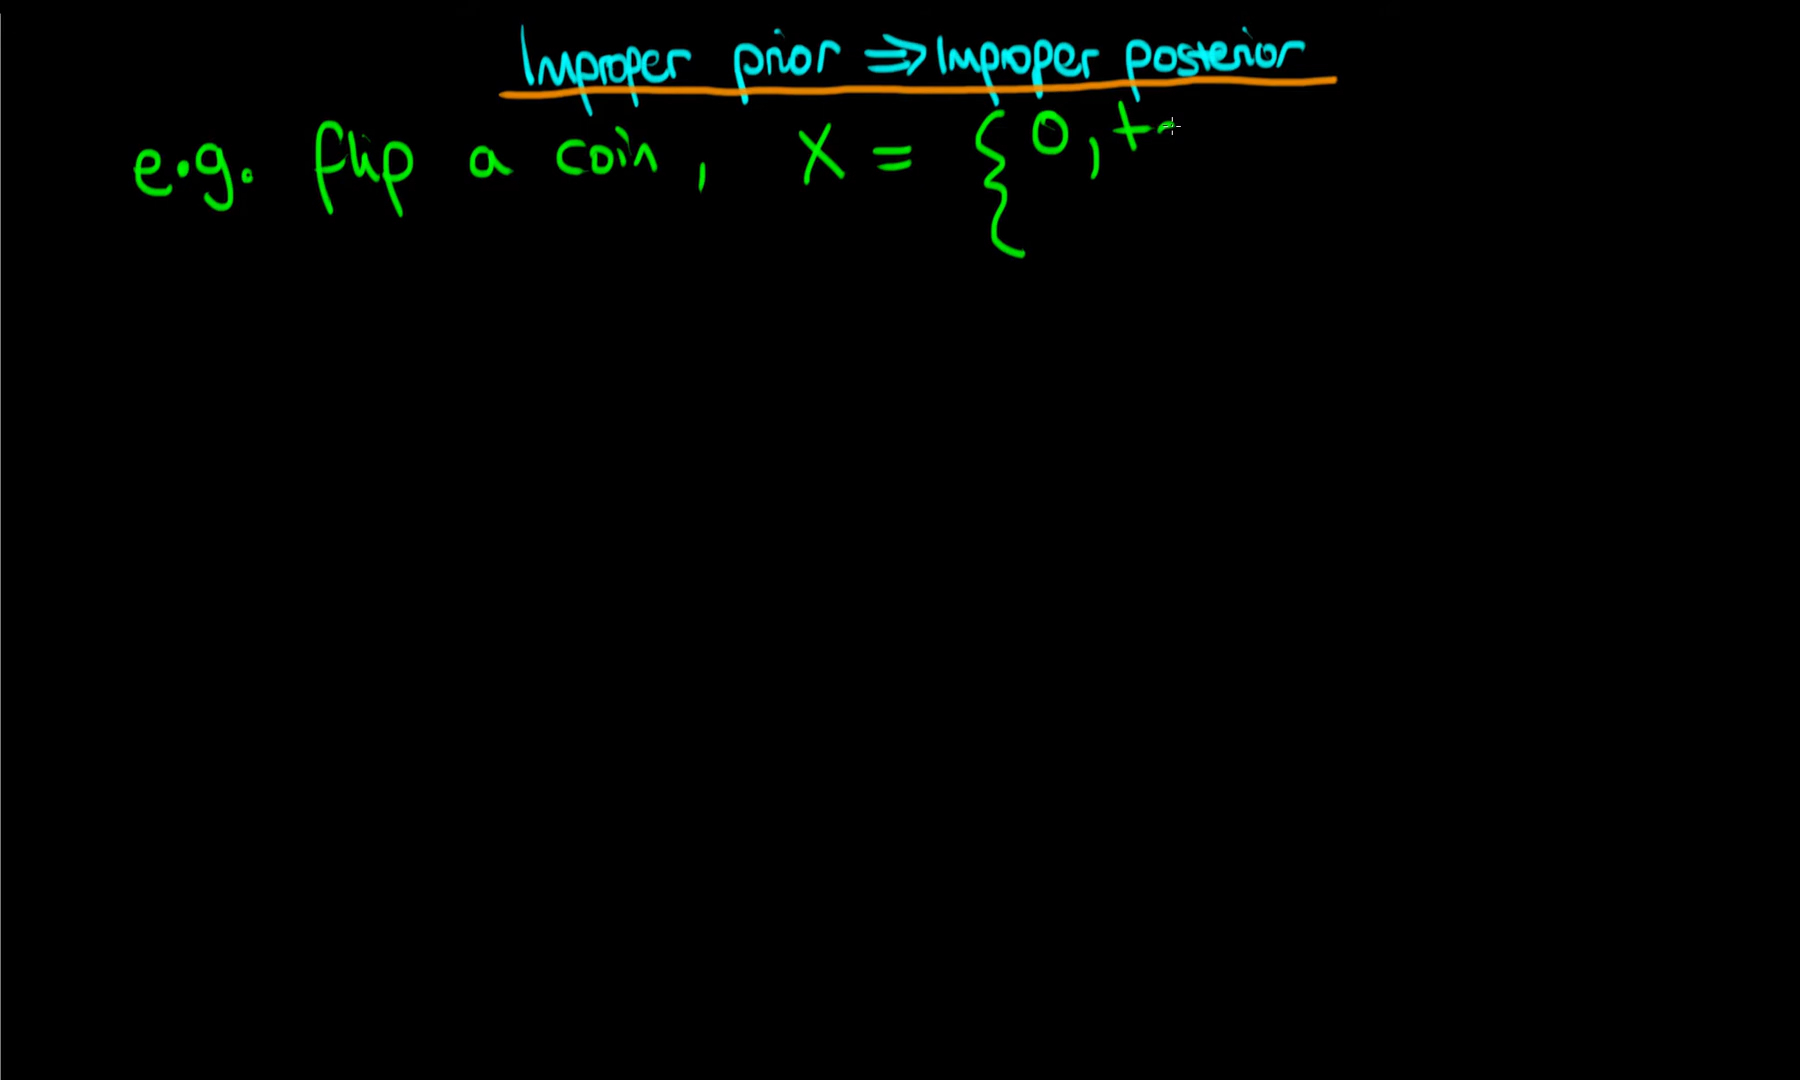 Improper prior ⇒ Improper posterior
e.g. flip a coin, X = { 0, t